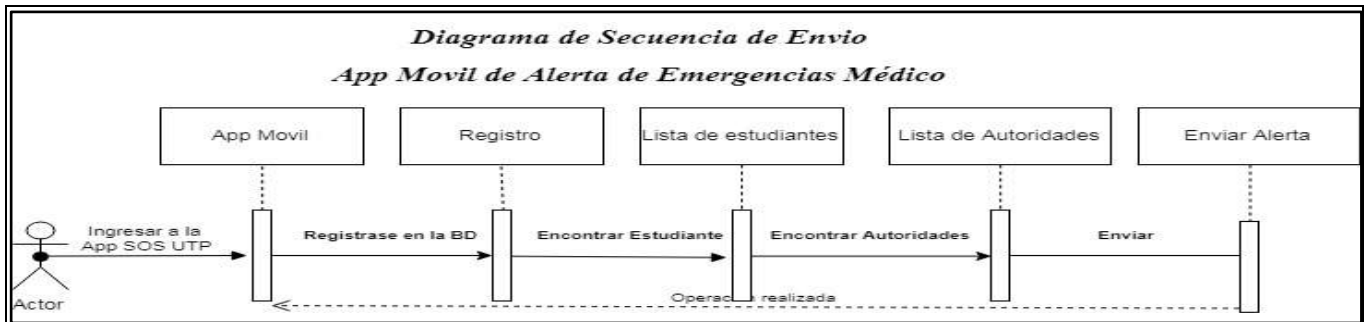 Diagrama de Secuencia de Envio
App Movil de Alerta de Emergencias Médico
App Movil
Registro
Lista de estudiantes
Lista de Autoridades
Enviar Alerta
Ingresar a la
App SOS UTP
Registrase en la BD
Encontrar Estudiante
Encontrar Autoridades
Enviar
Operac realizada
Actor